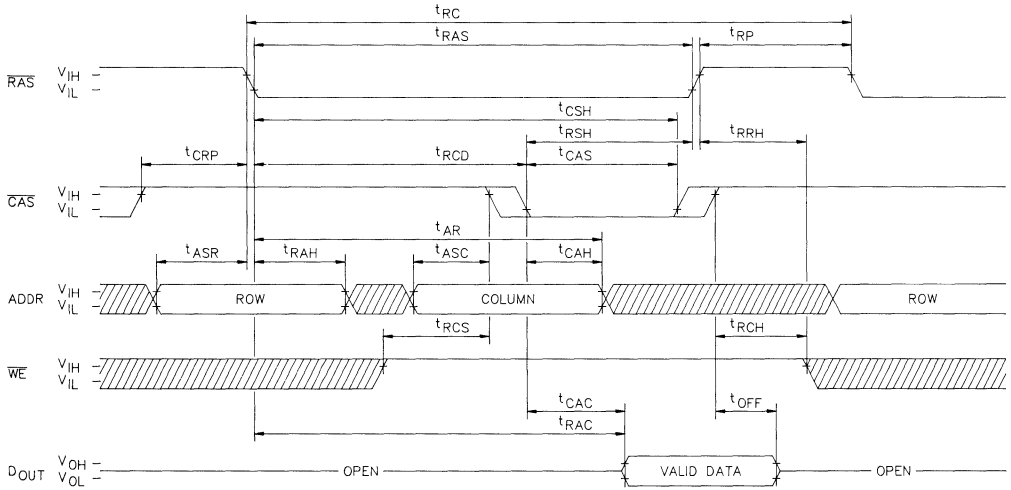 tRC
tRAS tRP
RAS VIH
VIL
tCSH
tRSH tRRH
tCRP tRCD tCAS
CAS VIH
VIL
tAR
tASR tRAH tASC tCAH
ADDR VIH
VIL
ROW COLUMN ROW
tRCS tRCH
WE VIH
VIL
tCAC tOFF
tRAC
DOUT VOH
VOL
OPEN VALID DATA OPEN